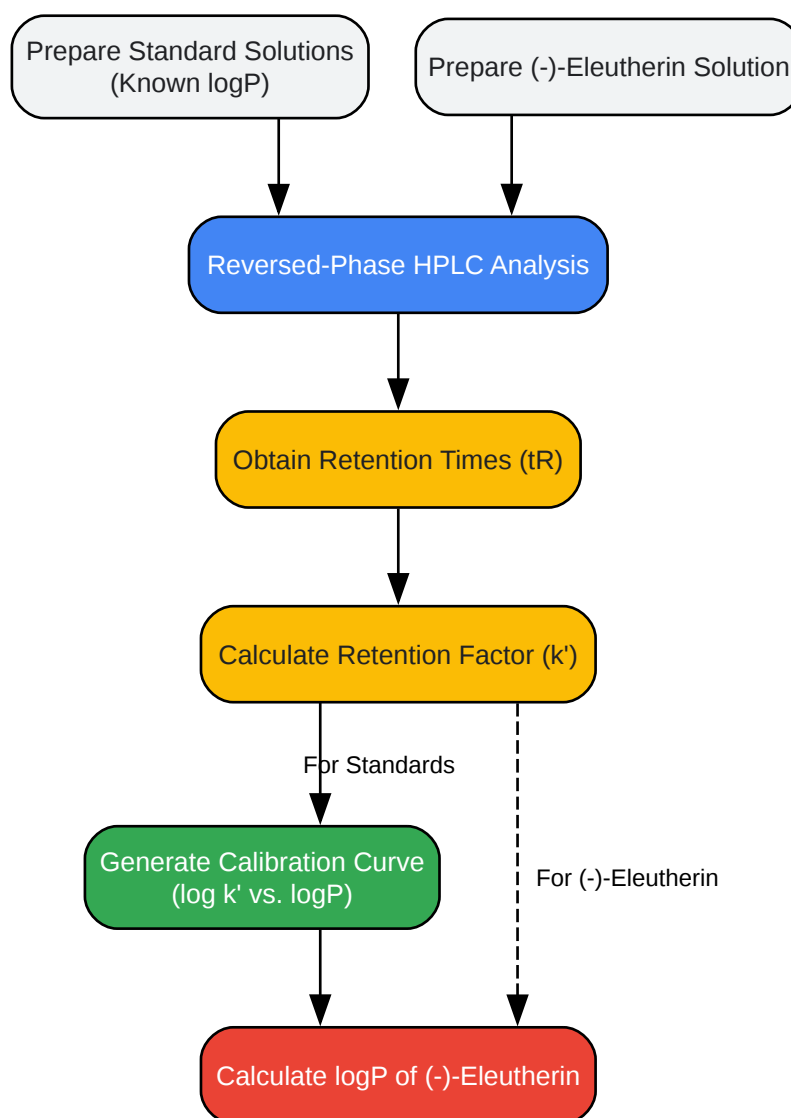 Prepare Standard Solutions
(Known logP)
Prepare (-)-Eleutherin Solution
Reversed-Phase HPLC Analysis
Obtain Retention Times (tR)
Calculate Retention Factor (k')
For Standards
Generate Calibration Curve
(log k' vs. logP)
For (-)-Eleutherin
Calculate logP of (-)-Eleutherin